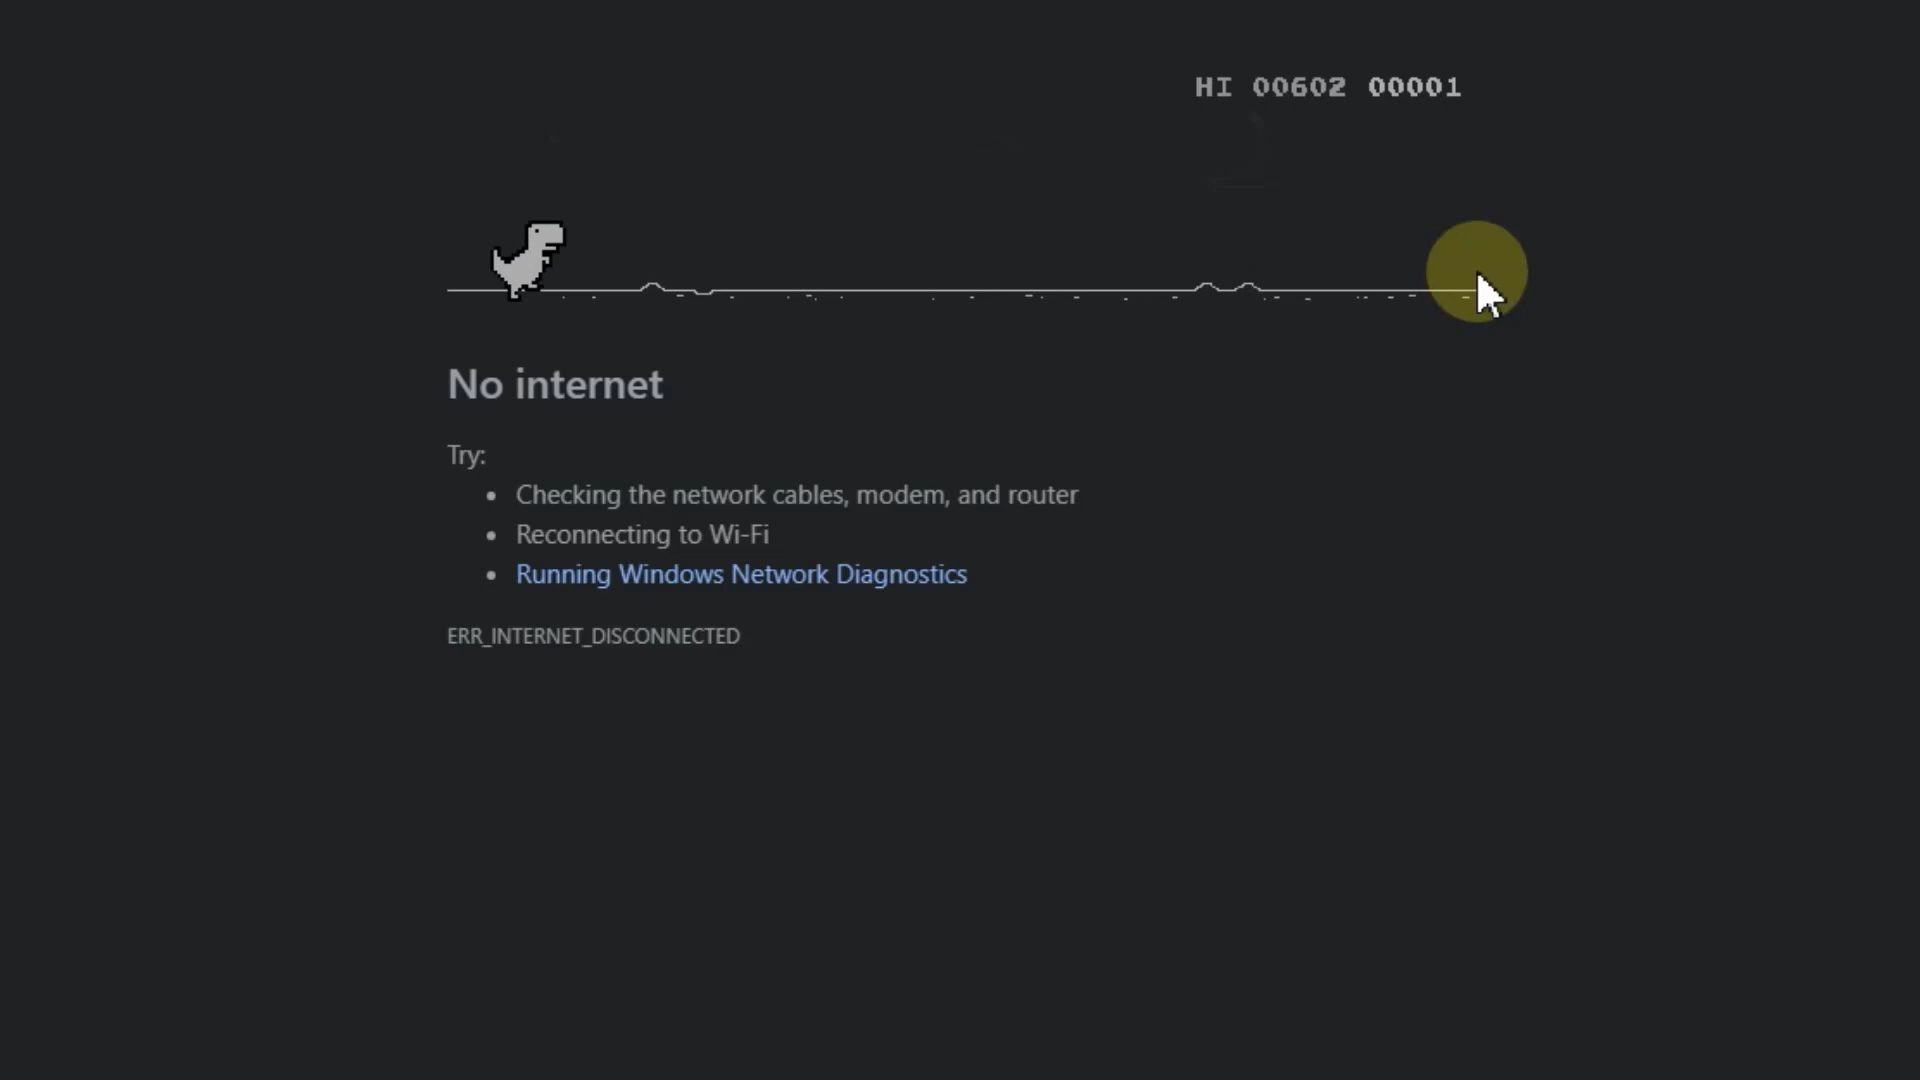 HI 00602 00001
No internet
Try:
Checking the network cables, modem, and router
Reconnecting to Wi-Fi
Running Windows Network Diagnostics
ERR_INTERNET_DISCONNECTED